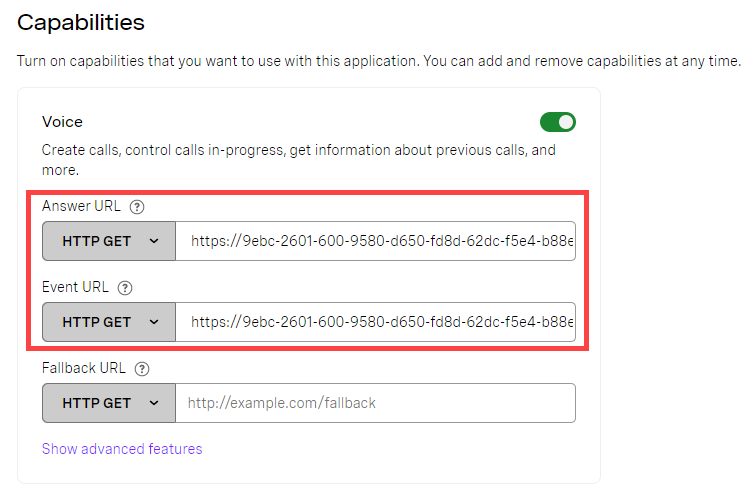 Capabilities
Turn on capabilities that you want to use with this application. You can add and remove capabilities at any time.
Voice
Create calls, control calls in-progress, get information about previous calls, and
more.
Answer URL ?
HTTP GET https://9ebc-2601-600-9580-d650-fd8d-62dc-f5e4-b88e
Event URL ?
HTTP GET https://9ebc-2601-600-9580-d650-fd8d-62dc-f5e4-b88e
Fallback URL ?
HTTP GET http://example.com/fallback
Show advanced features